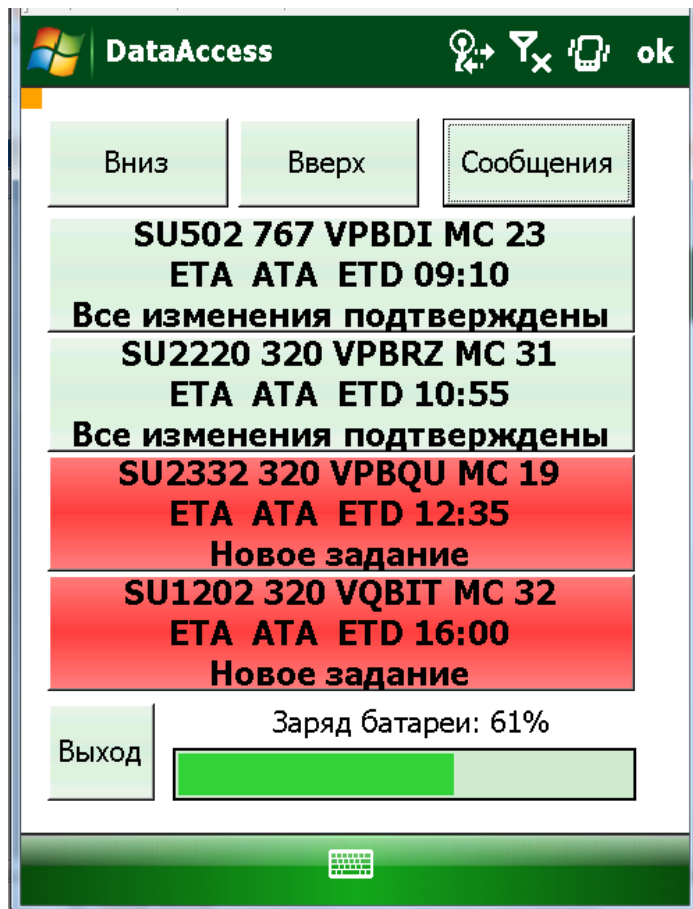 DataAccess ok
Вниз Вверх Сообщения
SU502 767 VPBDI MC 23
ETA ATA ETD 09:10
Все изменения подтверждены
SU2220 320 VPBRZ MC 31
ETA ATA ETD 10:55
Все изменения подтверждены
SU2332 320 VPBQU MC 19
ETA ATA ETD 12:35
Новое задание
SU1202 320 VQBIT MC 32
ETA ATA ETD 16:00
Новое задание
Заряд батареи: 61%
Выход